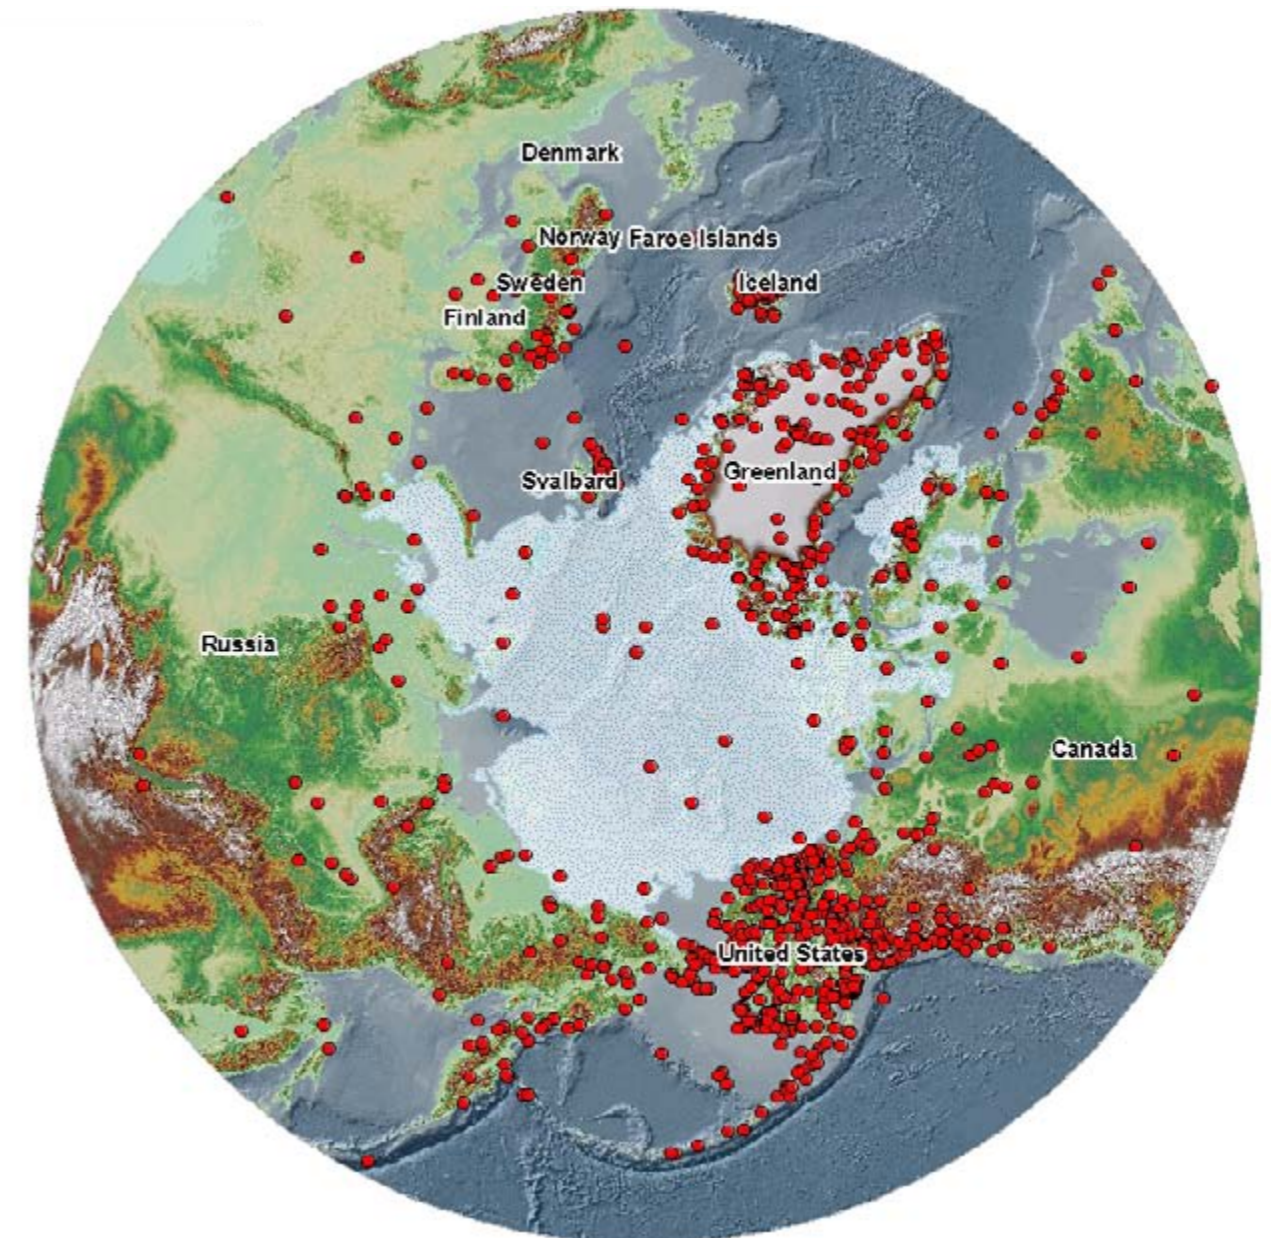 Denmark
Norway Faroe Islands
Sweden
Iceland
Finland
Svalbard
Greenland
Russia
Canada
United States